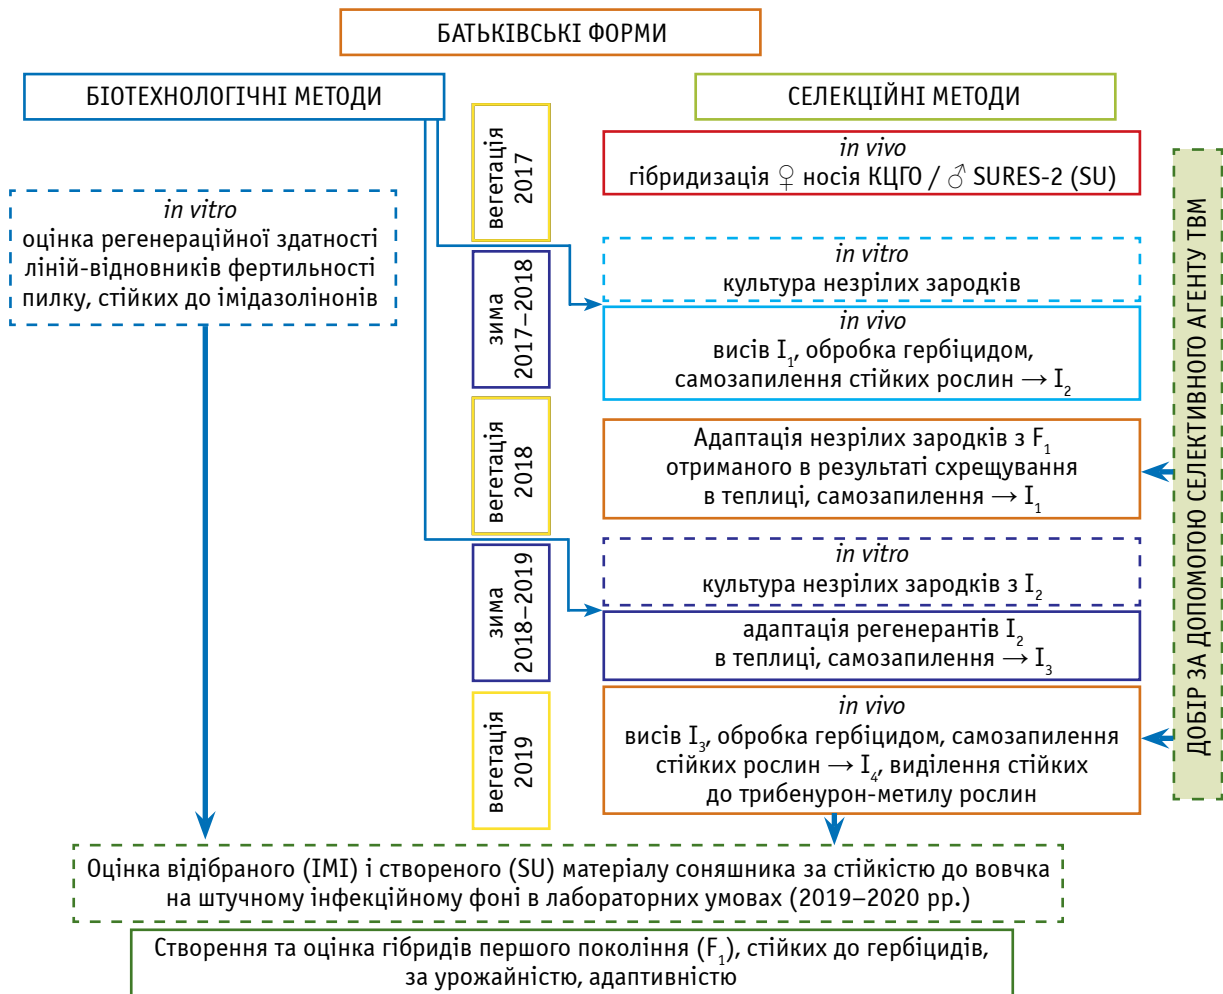 БАТЬКІВСЬКІ ФОРМИ
БІОТЕХНОЛОГІЧНІ МЕТОДИ
СЕЛЕКЦІЙНІ МЕТОДИ
in vitro
оцінка регенераційної здатності
ліній-відновників фертильності
пилку, стійких до імідазолінонів
вегетація
2017
зима
2017–2018
вегетація
2018
зима
2018–2019
вегетація
2019
in vivo
гібридизація ♀ носія КЦГО / ♂ SURES-2 (SU)
in vitro
культура незрілих зародків
in vivo
висів I₁, обробка гербіцидом,
самозапилення стійких рослин → I₂
Адаптація незрілих зародків з F₁
отриманого в результаті схрещування
в теплиці, самозапилення → I₁
in vitro
культура незрілих зародків з I₂
адаптація регенерантів I₂
в теплиці, самозапилення → I₃
in vivo
висів I₃, обробка гербіцидом, самозапилення
стійких рослин → I₄, виділення стійких
до трибенурон-метилу рослин
ДОБІР ЗА ДОПОМОГОЮ СЕЛЕКТИВНОГО АГЕНТУ ТВМ
Оцінка відібраного (IMI) і створеного (SU) матеріалу соняшника за стійкістю до вовчка
на штучному інфекційному фоні в лабораторних умовах (2019–2020 рр.)
Створення та оцінка гібридів першого покоління (F₁), стійких до гербіцидів,
за урожайністю, адаптивністю